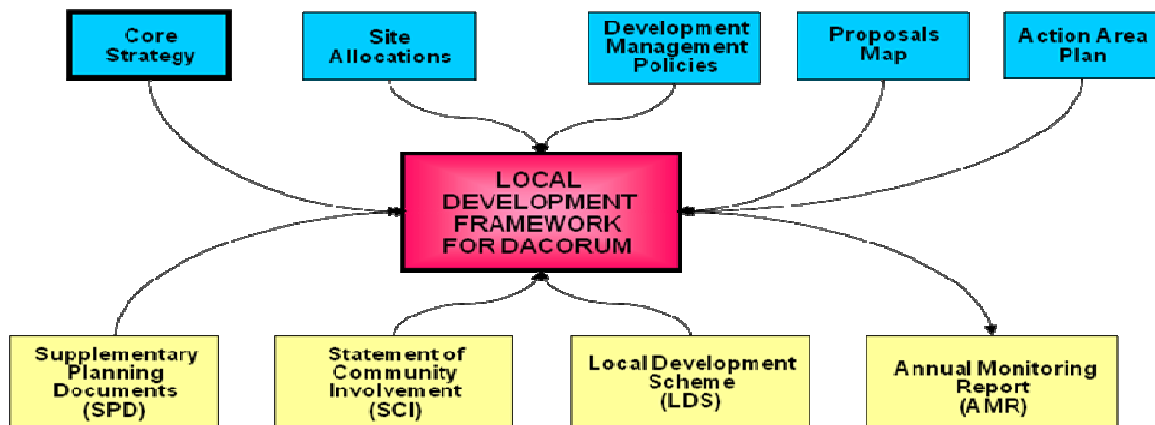 Core
Strategy
Site
Allocations
Development
Management
Policies
Proposals
Map
Action Area
Plan
LOCAL
DEVELOPMENT
FRAMEWORK
FOR DACORUM
Supplementary
Planning
Documents
(SPD)
Statement of
Community
Involvement
(SCI)
Local Development
Scheme
(LDS)
Annual Monitoring
Report
(AMR)